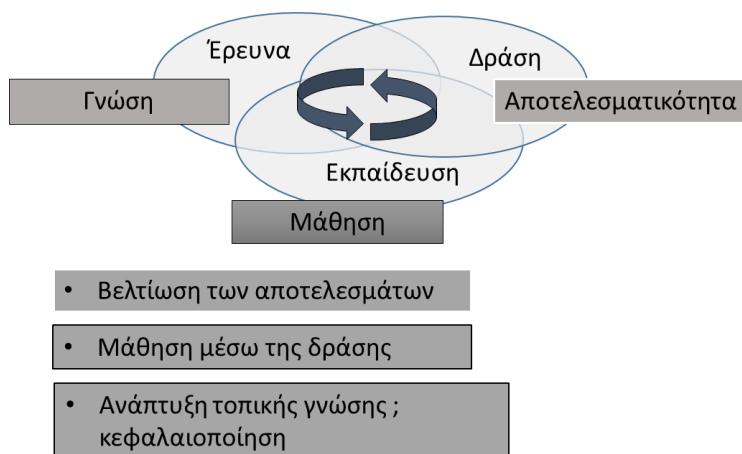 Έρευνα
Δράση
Γνώση
Αποτελεσματικότητα
Εκπαίδευση
Μάθηση
• Βελτίωση των αποτελεσμάτων
• Μάθηση μέσω της δράσης
• Ανάπτυξη τοπικής γνώσης ;
κεφαλαιοποίηση